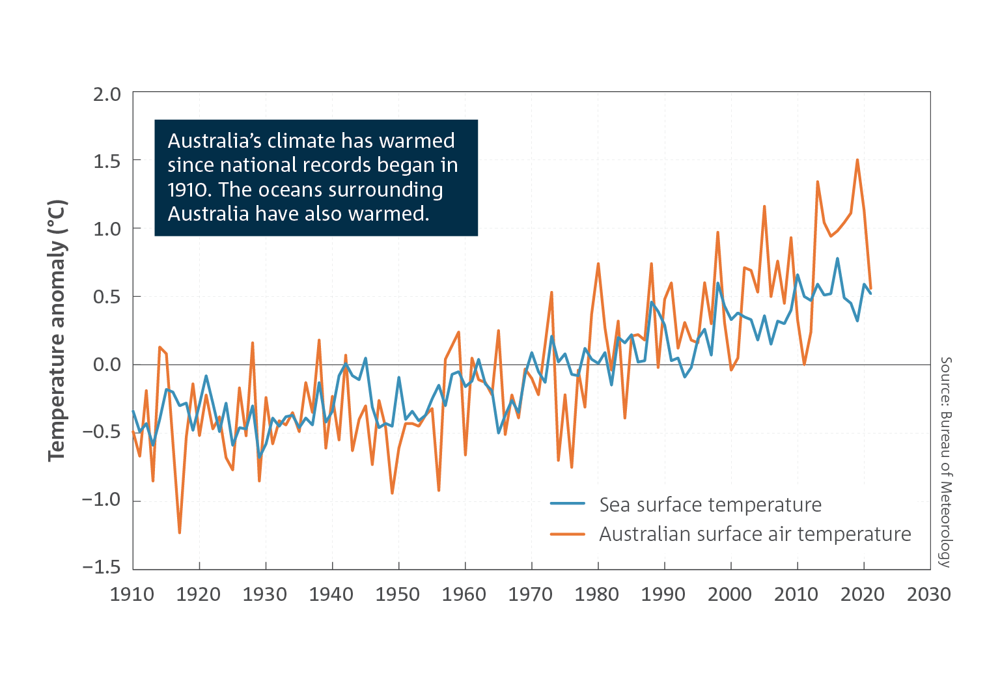 2.0
1.5
1.0
0.5
0.0
−0.5
−1.0
−1.5
Temperature anomaly (°C)
Australia’s climate has warmed
since national records began in
1910. The oceans surrounding
Australia have also warmed.
Sea surface temperature
Australian surface air temperature
1910 1920 1930 1940 1950 1960 1970 1980 1990 2000 2010 2020 2030
Source: Bureau of Meteorology